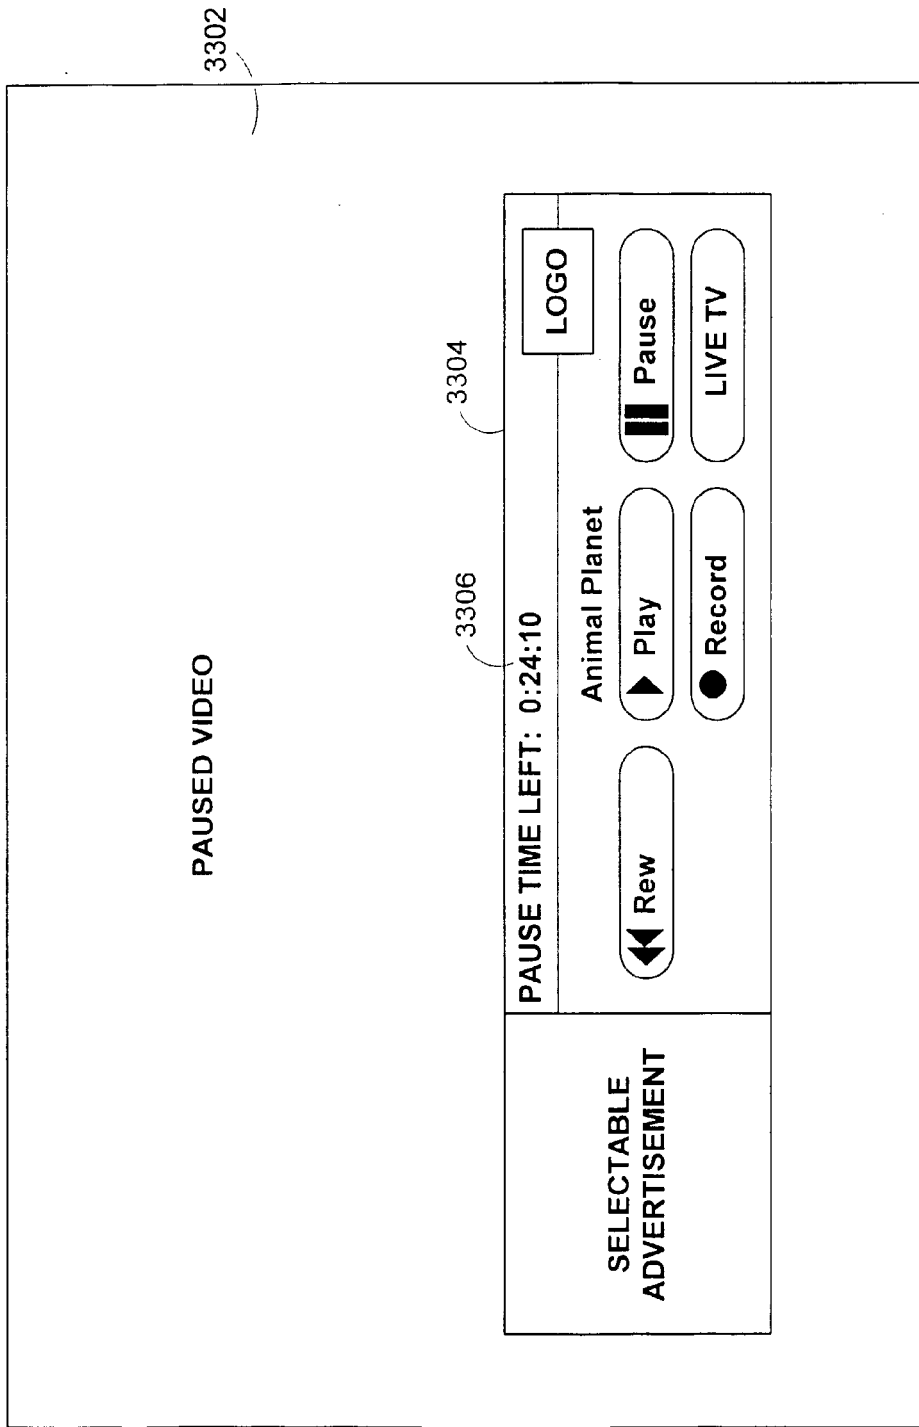 3302
PAUSED VIDEO
3304
3306
PAUSE TIME LEFT: 0:24:10
LOGO
SELECTABLE
ADVERTISEMENT
Animal Planet
Rew
Play
Pause
Record
LIVE TV